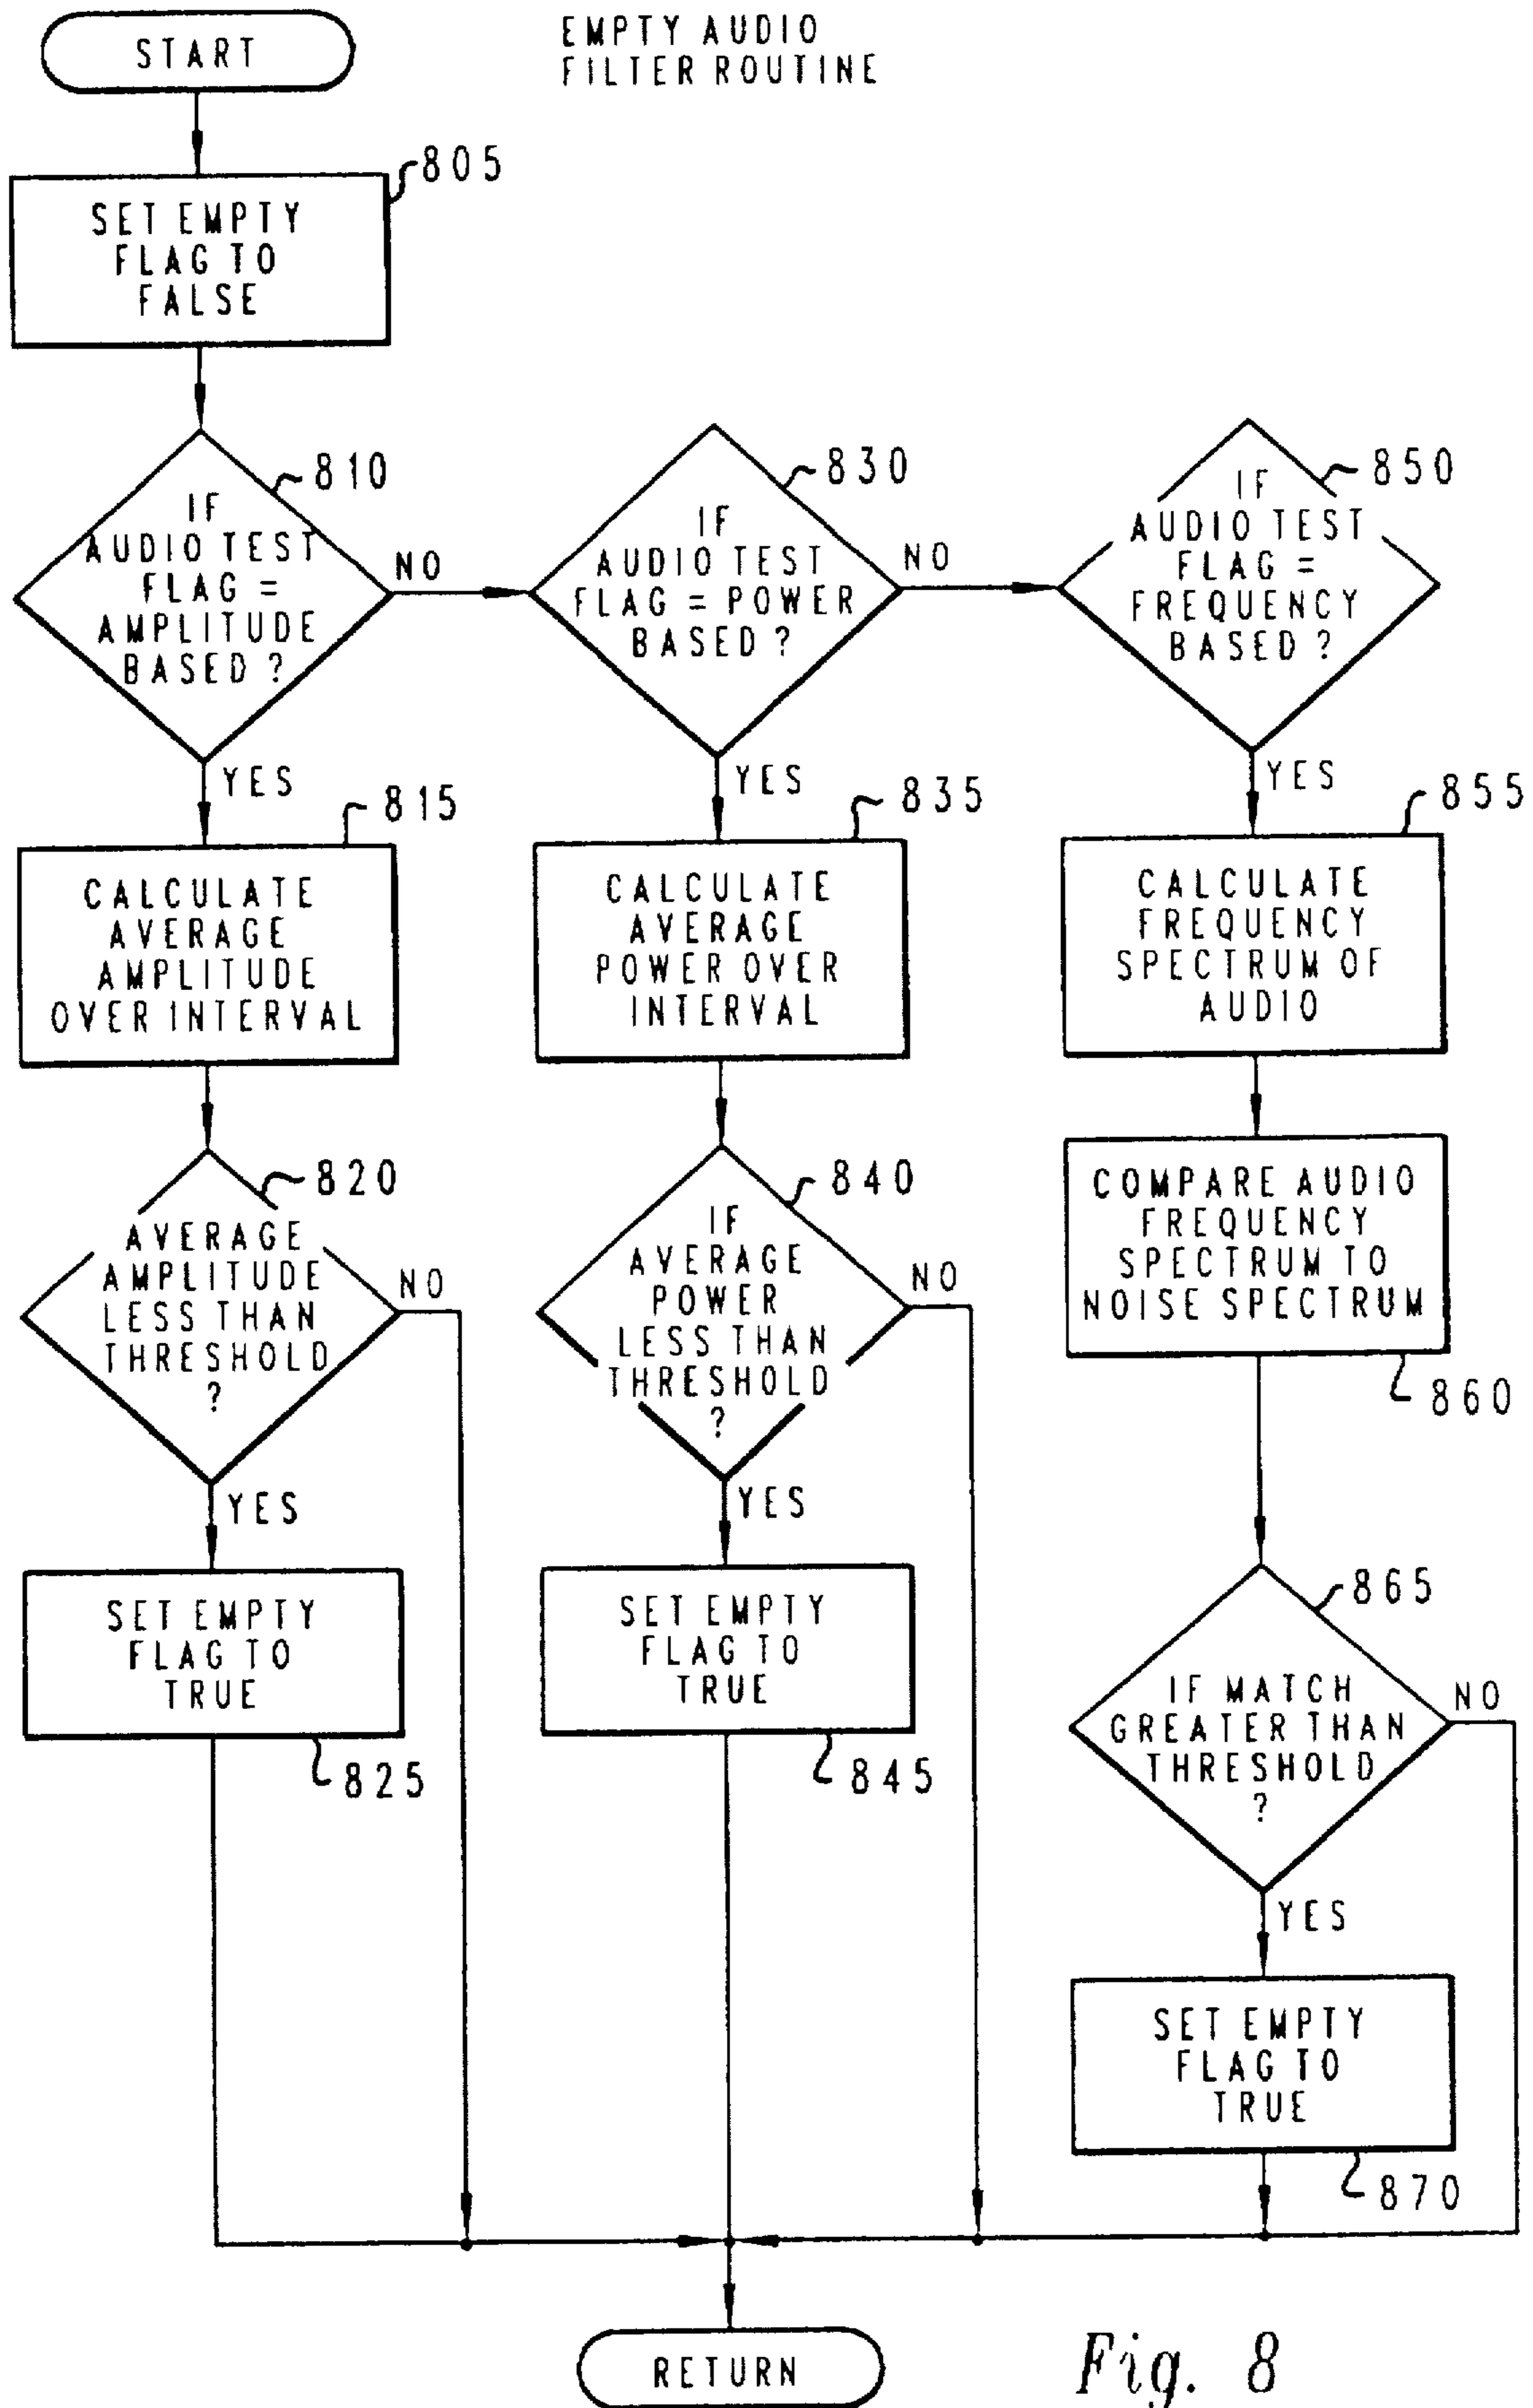 START
EMPTY AUDIO
FILTER ROUTINE
805
SET EMPTY
FLAG TO
FALSE
810
IF
AUDIO TEST
FLAG =
AMPLITUDE
BASED ?
NO
830
IF
AUDIO TEST
FLAG = POWER
BASED ?
NO
850
IF
AUDIO TEST
FLAG =
FREQUENCY
BASED ?
YES
815
CALCULATE
AVERAGE
AMPLITUDE
OVER INTERVAL
YES
835
CALCULATE
AVERAGE
POWER OVER
INTERVAL
YES
855
CALCULATE
FREQUENCY
SPECTRUM OF
AUDIO
820
AVERAGE
AMPLITUDE
LESS THAN
THRESHOLD
?
NO
840
IF
AVERAGE
POWER
LESS THAN
THRESHOLD
?
NO
COMPARE AUDIO
FREQUENCY
SPECTRUM TO
NOISE SPECTRUM
860
YES
SET EMPTY
FLAG TO
TRUE
825
YES
SET EMPTY
FLAG TO
TRUE
845
865
IF MATCH
GREATER THAN
THRESHOLD
?
NO
YES
SET EMPTY
FLAG TO
TRUE
870
RETURN
Fig. 8